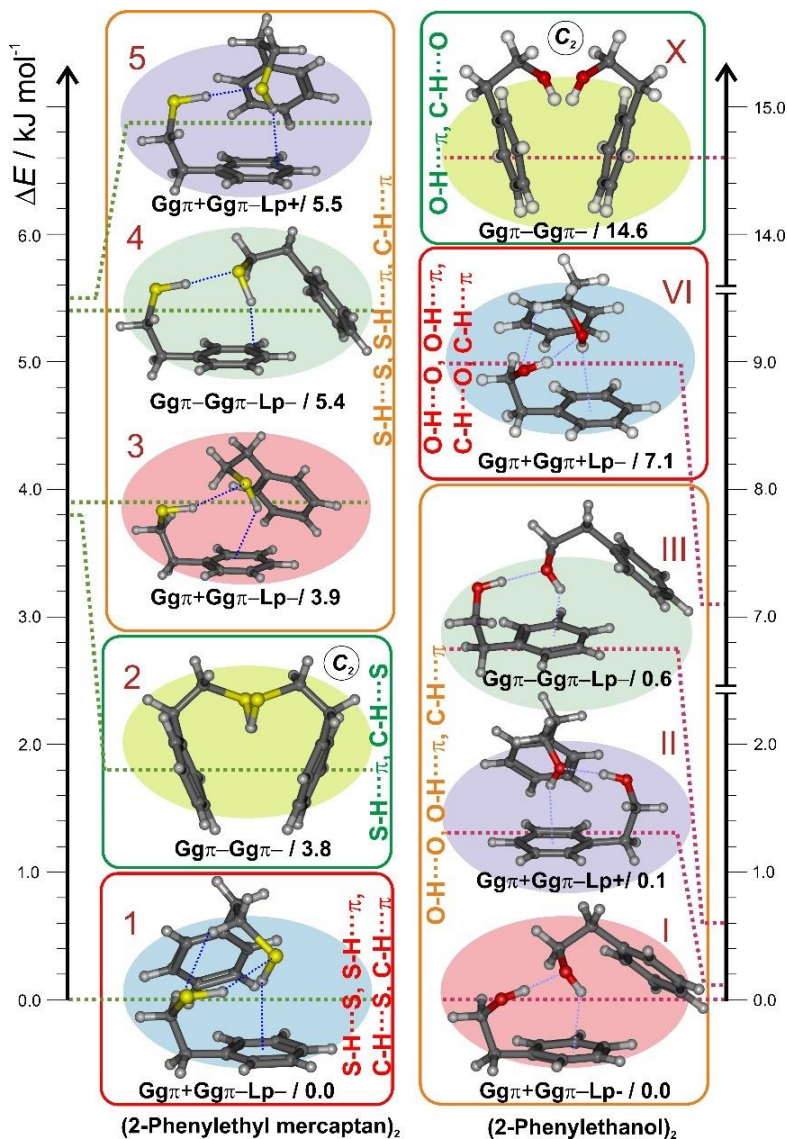 ΔE / kJ mol⁻¹
6.0
5.0
4.0
3.0
2.0
1.0
0.0
5
Ggπ+Ggπ–Lp+/ 5.5
4
Ggπ–Ggπ–Lp–/ 5.4
3
Ggπ+Ggπ–Lp–/ 3.9
S-H···S, S-H···π, C-H···π
2
C₂
Ggπ–Ggπ– / 3.8
S-H···π, C-H···S
1
Ggπ+Ggπ–Lp– / 0.0
S-H···S, S-H···π,
C-H···S, C-H···π
(2-Phenylethyl mercaptan)₂
O-H···π, C-H···O
C₂
X
Ggπ–Ggπ– / 14.6
O-H···O, O-H···π,
C-H···O, C-H···π
VI
Ggπ+Ggπ+Lp–/ 7.1
O-H···O, O-H···π, C-H···π
III
Ggπ–Ggπ–Lp–/ 0.6
II
Ggπ+Ggπ–Lp+/ 0.1
I
Ggπ+Ggπ–Lp-/ 0.0
(2-Phenylethanol)₂
15.0
14.0
9.0
8.0
7.0
2.0
1.0
0.0